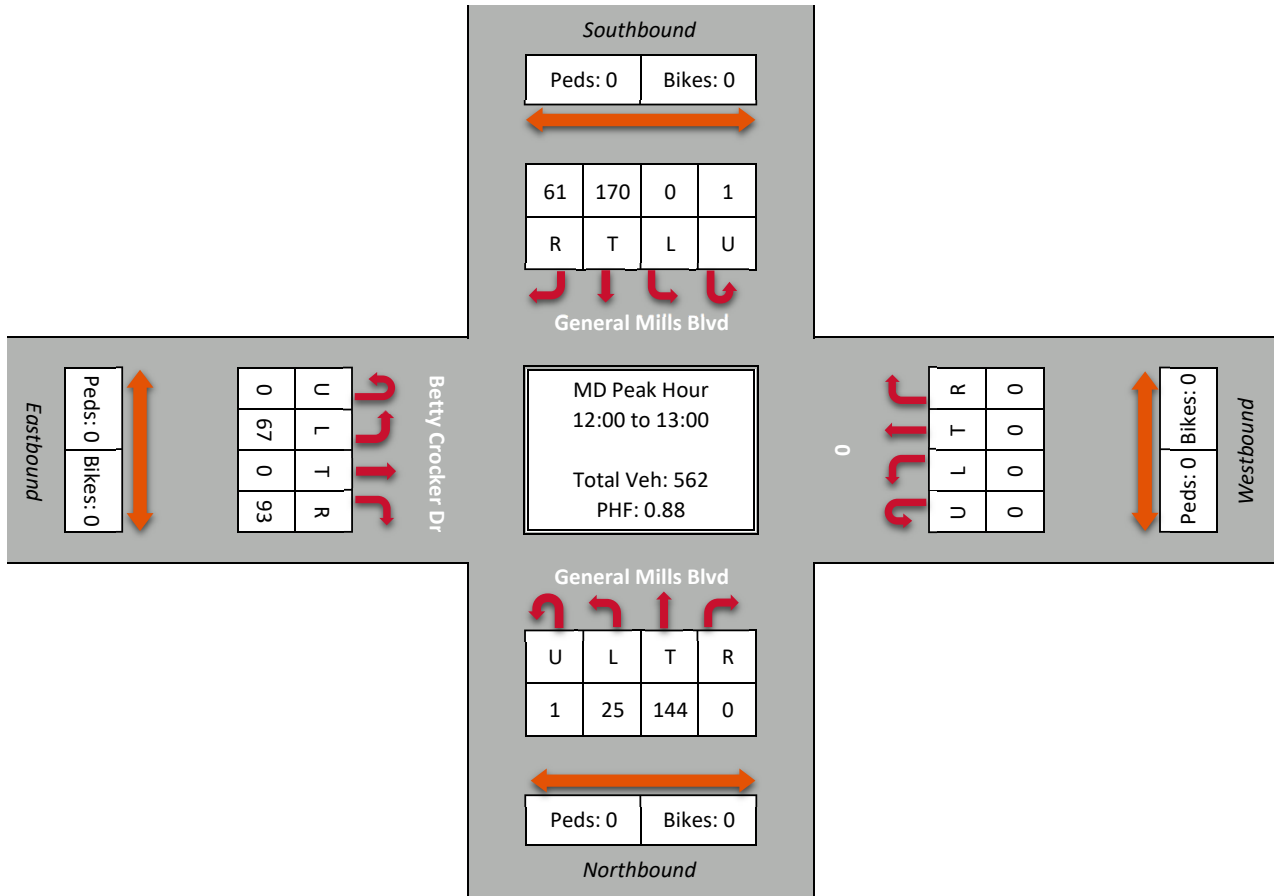 Southbound
Peds: 0 Bikes: 0
61 170 0 1
R T L U
General Mills Blvd
Eastbound
Peds: 0 Bikes: 0
0 67 0 93
U L T R
Betty Crocker Dr
MD Peak Hour
12:00 to 13:00
Total Veh: 562
PHF: 0.88
0
R T L U
0 0 0 0
Peds: 0 Bikes: 0
Westbound
General Mills Blvd
U L T R
1 25 144 0
Peds: 0 Bikes: 0
Northbound